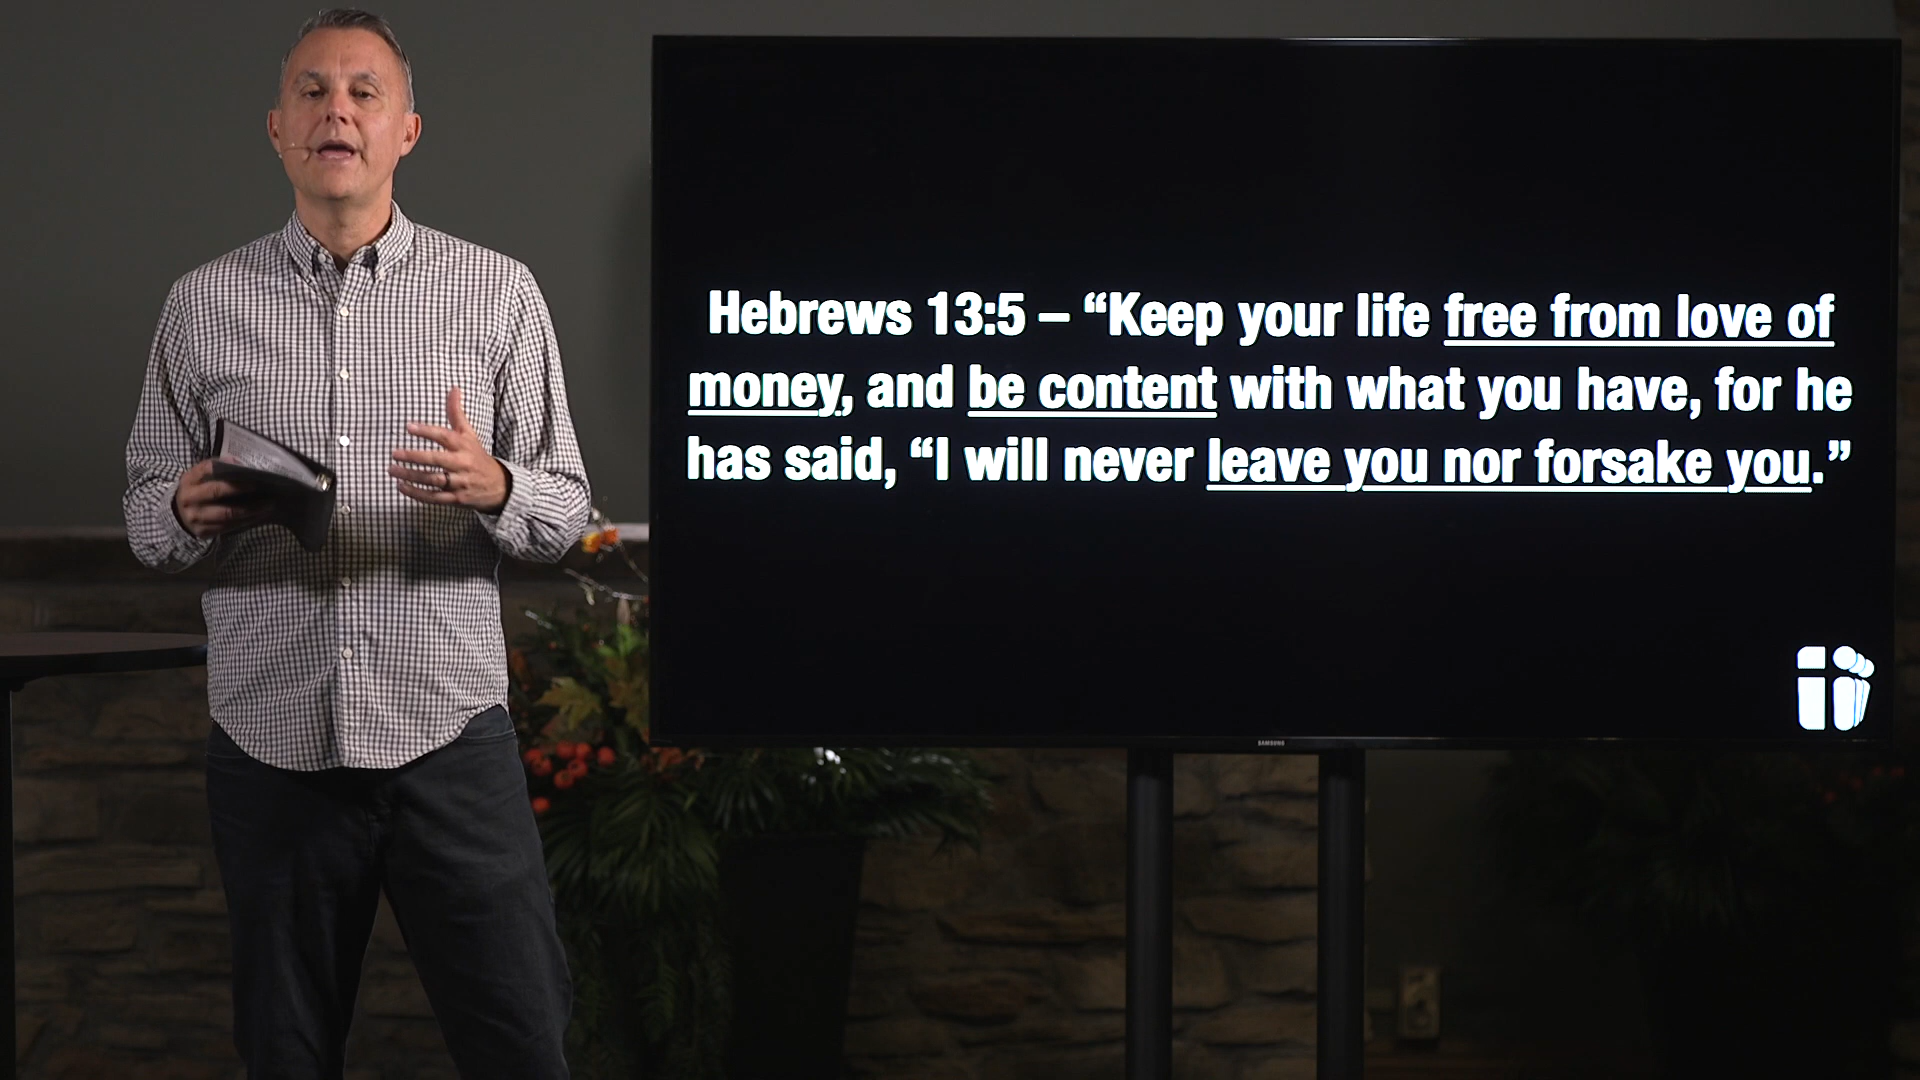 Hebrews 13:5 – “Keep your life free from love of
money, and be content with what you have, for he
has said, “I will never leave you nor forsake you.”
SAMSUNG